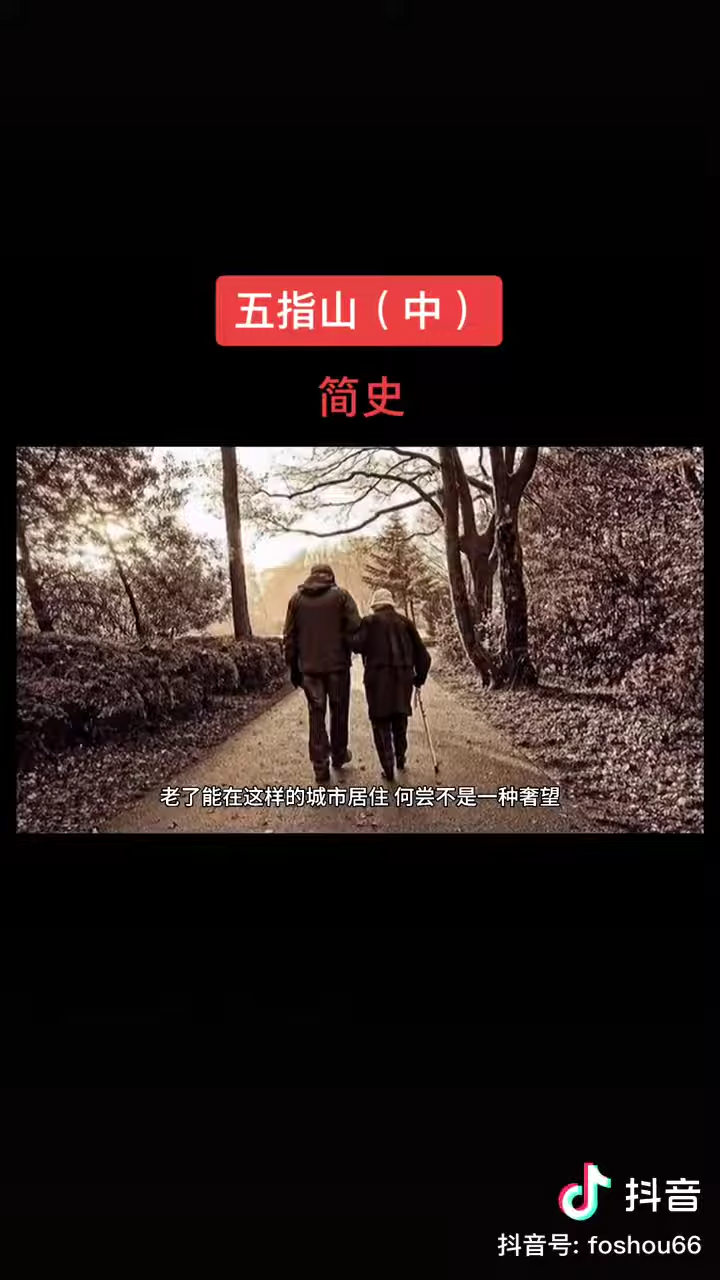 五指山（中）
简史
老了能在这样的城市居住 何尝不是一种奢望
抖音
抖音号: foshou66